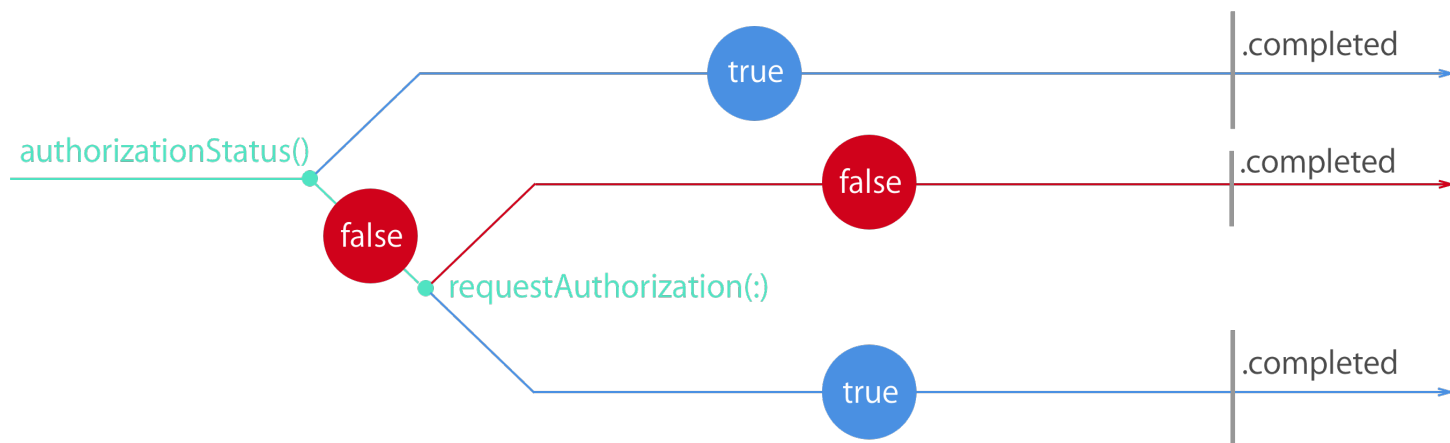 .completed
true
authorizationStatus()
.completed
false
false
requestAuthorization(:)
.completed
true